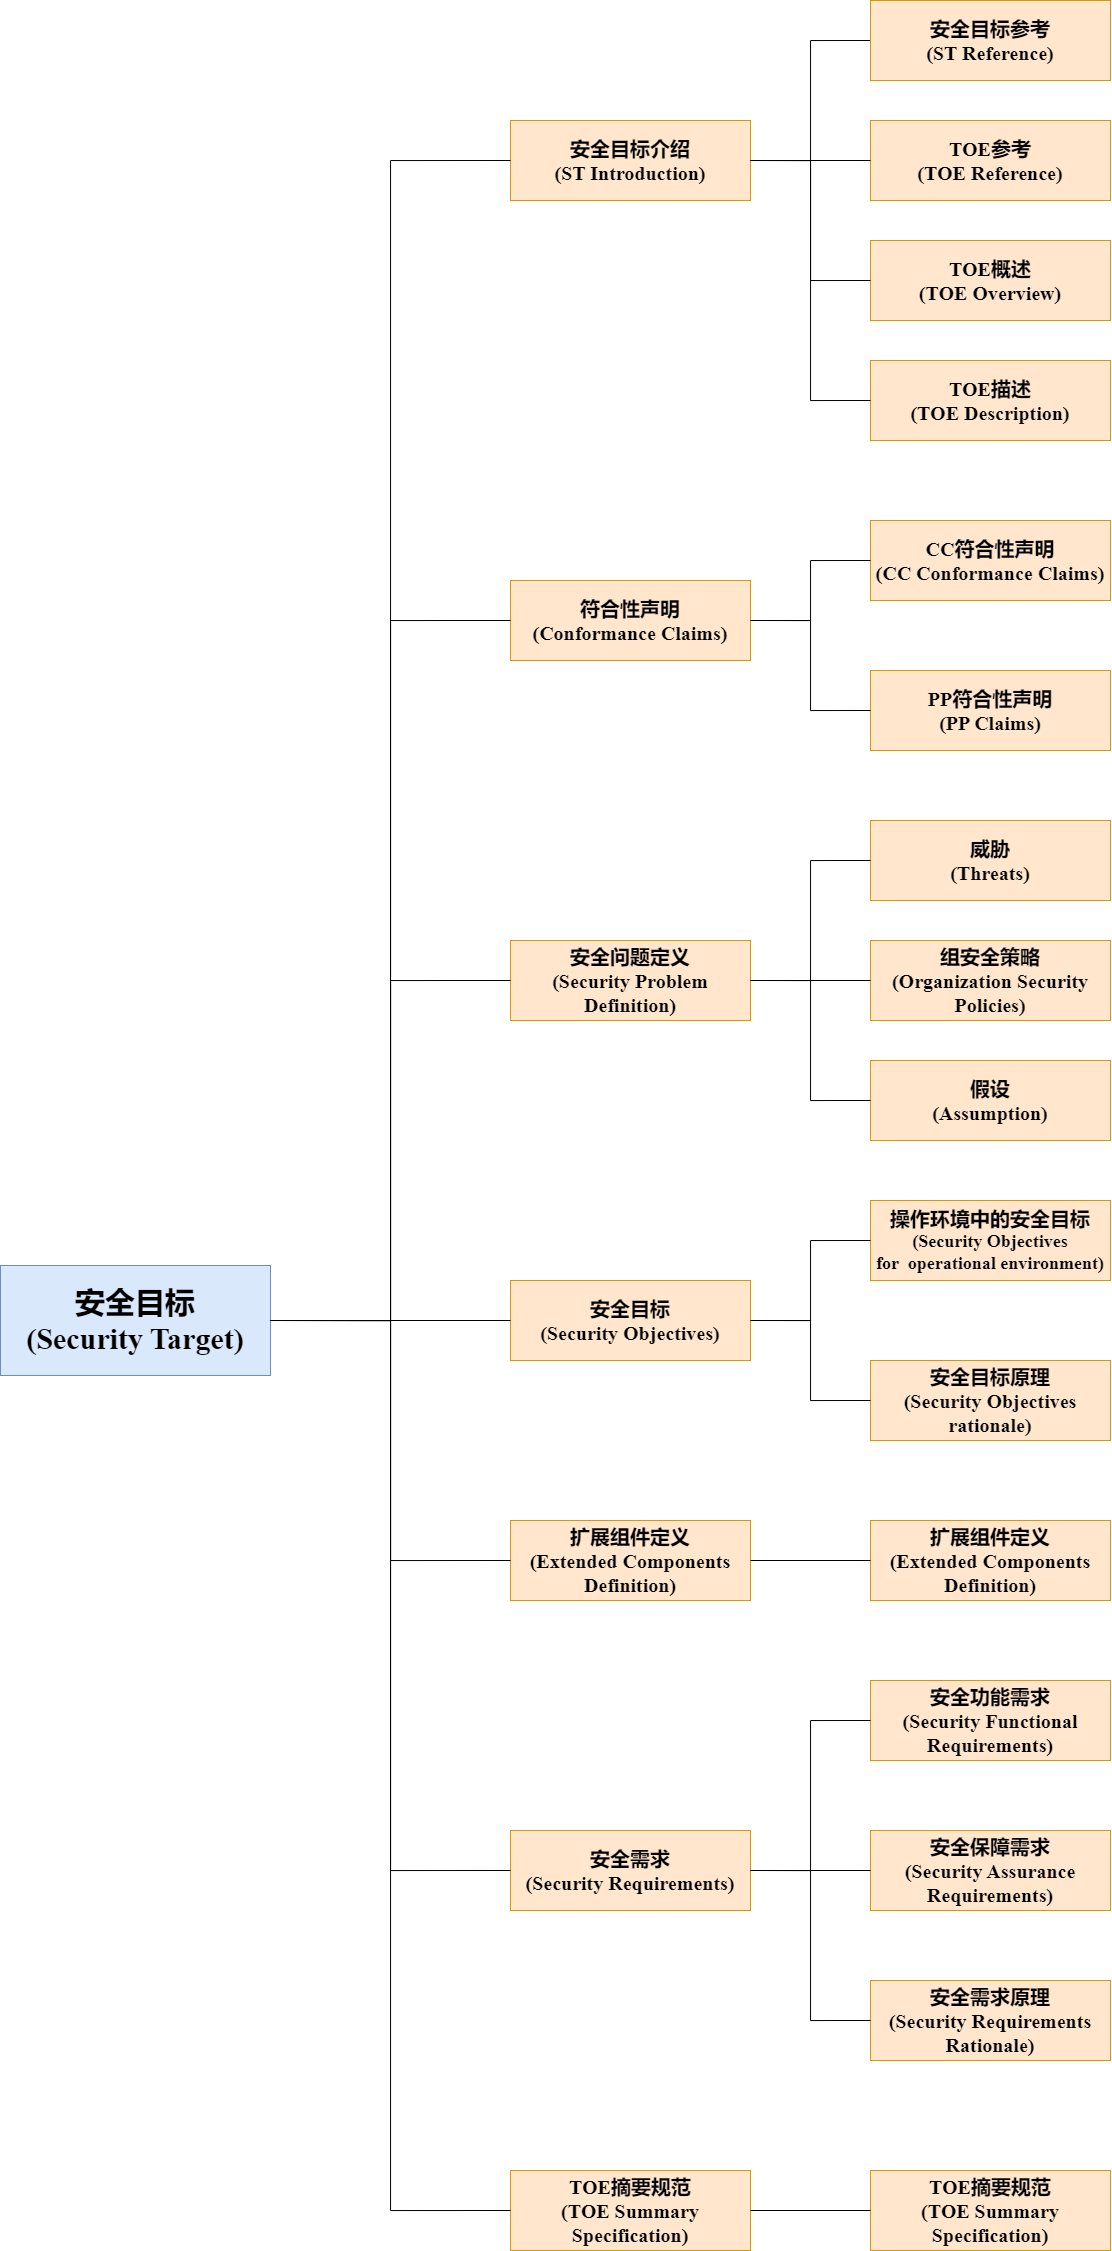 安全目标
(Security Target)
安全目标介绍
(ST Introduction)
安全目标参考
(ST Reference)
TOE参考
(TOE Reference)
TOE概述
(TOE Overview)
TOE描述
(TOE Description)
符合性声明
(Conformance Claims)
CC符合性声明
(CC Conformance Claims)
PP符合性声明
(PP Claims)
安全问题定义
(Security Problem
Definition)
威胁
(Threats)
组安全策略
(Organization Security
Policies)
假设
(Assumption)
安全目标
(Security Objectives)
操作环境中的安全目标
(Security Objectives
for operational environment)
安全目标原理
(Security Objectives
rationale)
扩展组件定义
(Extended Components
Definition)
扩展组件定义
(Extended Components
Definition)
安全需求
(Security Requirements)
安全功能需求
(Security Functional
Requirements)
安全保障需求
(Security Assurance
Requirements)
安全需求原理
(Security Requirements
Rationale)
TOE摘要规范
(TOE Summary
Specification)
TOE摘要规范
(TOE Summary
Specification)